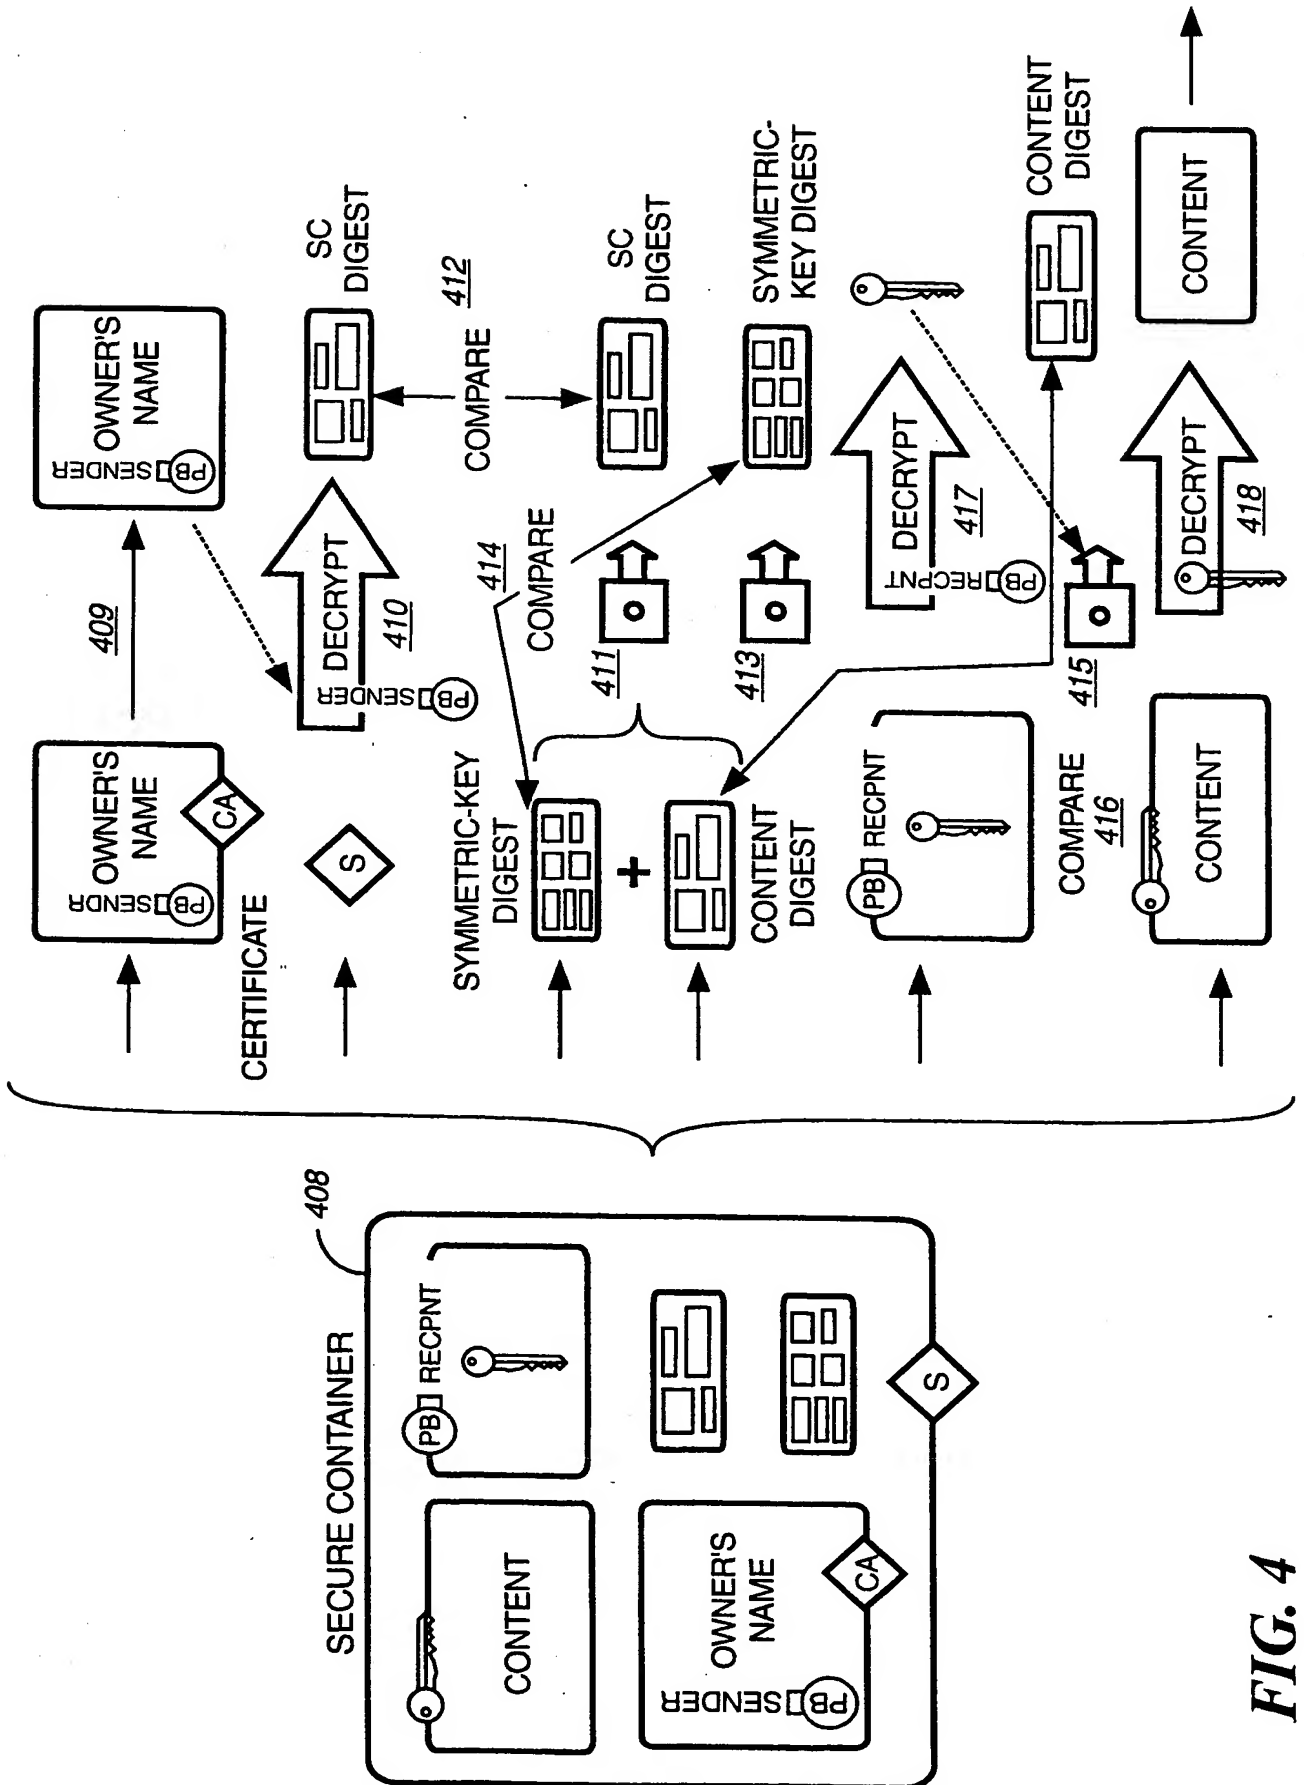 SECURE CONTAINER
408
CONTENT
PB RECPNT
OWNER'S
NAME
PB SENDER
CA
S
OWNER'S
NAME
PB SENDR
CA
CERTIFICATE
409
OWNER'S
NAME
PB SENDER
S
DECRYPT
PB SENDER
410
SC
DIGEST
COMPARE
412
SYMMETRIC-KEY
DIGEST
414
COMPARE
+
CONTENT
DIGEST
411
SC
DIGEST
413
SYMMETRIC-
KEY DIGEST
PB RECPNT
DECRYPT
PB RECPNT
417
COMPARE
416
415
CONTENT
DIGEST
CONTENT
DECRYPT
418
CONTENT
FIG. 4